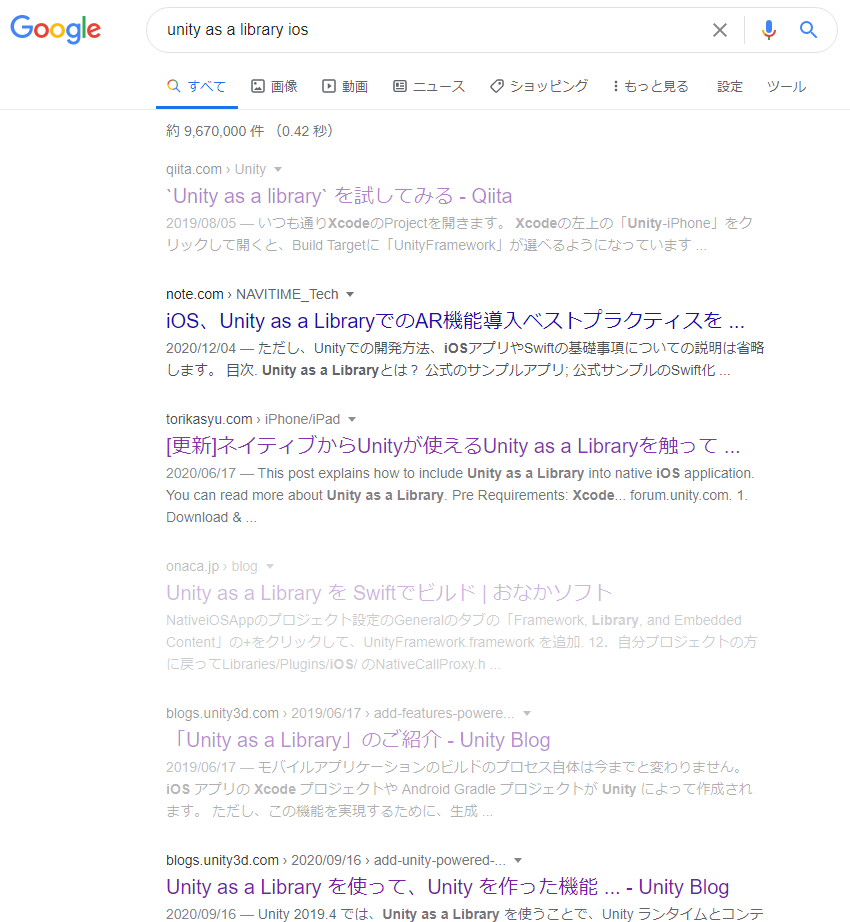 Google
unity as a library ios
すべて 画像 動画 ニュース ショッピング もっと見る 設定 ツール
約 9,670,000 件 （0.42 秒）
qiita.com › Unity
`Unity as a library` を試してみる - Qiita
2019/08/05 — いつも通りXcodeのProjectを開きます。 Xcodeの左上の「Unity-iPhone」をク
リックして開くと、Build Targetに「UnityFramework」が選べるようになっています ...
note.com › NAVITIME_Tech
iOS、Unity as a LibraryでのAR機能導入ベストプラクティスを ...
2020/12/04 — ただし、Unityでの開発方法、iOSアプリやSwiftの基礎事項についての説明は省略
します。 目次. Unity as a Libraryとは？ 公式のサンプルアプリ; 公式サンプルのSwift化 ...
torikasyu.com › iPhone/iPad
[更新]ネイティブからUnityが使えるUnity as a Libraryを触って ...
2020/06/17 — This post explains how to include Unity as a Library into native iOS application.
You can read more about Unity as a Library. Pre Requirements: Xcode... forum.unity.com. 1.
Download & ...
onaca.jp › blog
Unity as a Library を Swiftでビルド | おなかソフト
NativeiOSAppのプロジェクト設定のGeneralのタブの「Framework, Library, and Embedded
Content」の+をクリックして、UnityFramework.framework を追加. 12．自分プロジェクトの方
に戻ってLibraries/Plugins/iOS/ のNativeCallProxy.h ...
blogs.unity3d.com › 2019/06/17 › add-features-powere...
「Unity as a Library」のご紹介 - Unity Blog
2019/06/17 — モバイルアプリケーションのビルドのプロセス自体は今までと変わりません。
iOS アプリの Xcode プロジェクトや Android Gradle プロジェクトが Unity によって作成され
ます。 ただし、この機能を実現するために、生成 ...
blogs.unity3d.com › 2020/09/16 › add-unity-powered-...
Unity as a Library を使って、Unity を作った機能 ... - Unity Blog
2020/09/16 — Unity 2019.4 では、Unity as a Library を使うことで、Unity ランタイムとコンテ